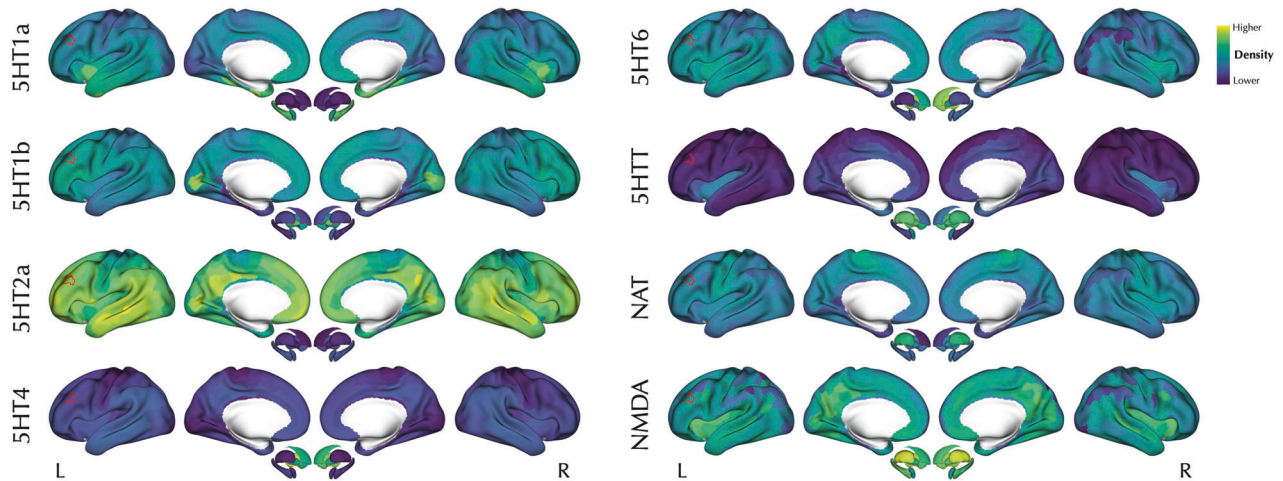 5HT1a
5HT1b
5HT2a
5HT4
L
R
5HT6
5HTT
NAT
NMDA
L
R
Higher
Density
Lower